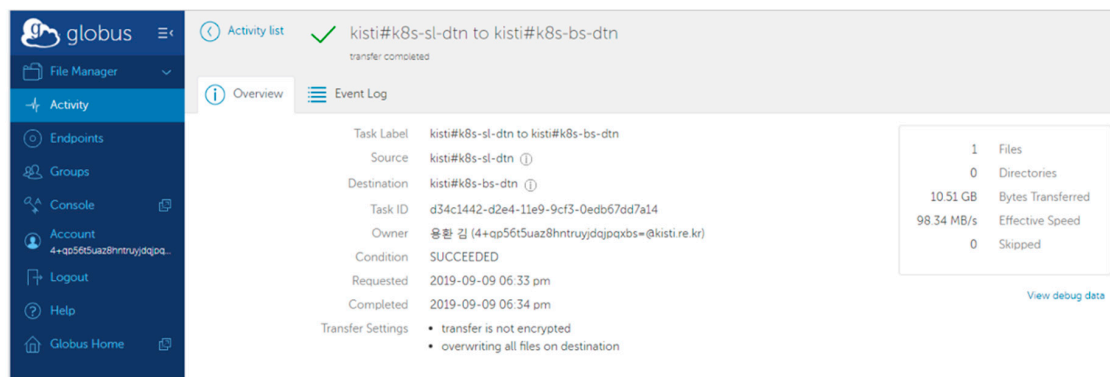 globus
File Manager
Activity
Endpoints
Groups
Console
Account
4+qp56t5uaz8hntruyjdqjpq...
Logout
Help
Globus Home
Activity list
kisti#k8s-sl-dtn to kisti#k8s-bs-dtn
transfer completed
Overview
Event Log
Task Label kisti#k8s-sl-dtn to kisti#k8s-bs-dtn
Source kisti#k8s-sl-dtn
Destination kisti#k8s-bs-dtn
Task ID d34c1442-d2e4-11e9-9cf3-0edb67dd7a14
Owner 용환 김 (4+qp56t5uaz8hntruyjdqjpqxbs=@kisti.re.kr)
Condition SUCCEEDED
Requested 2019-09-09 06:33 pm
Completed 2019-09-09 06:34 pm
Transfer Settings • transfer is not encrypted
• overwriting all files on destination
1 Files
0 Directories
10.51 GB Bytes Transferred
98.34 MB/s Effective Speed
0 Skipped
View debug data